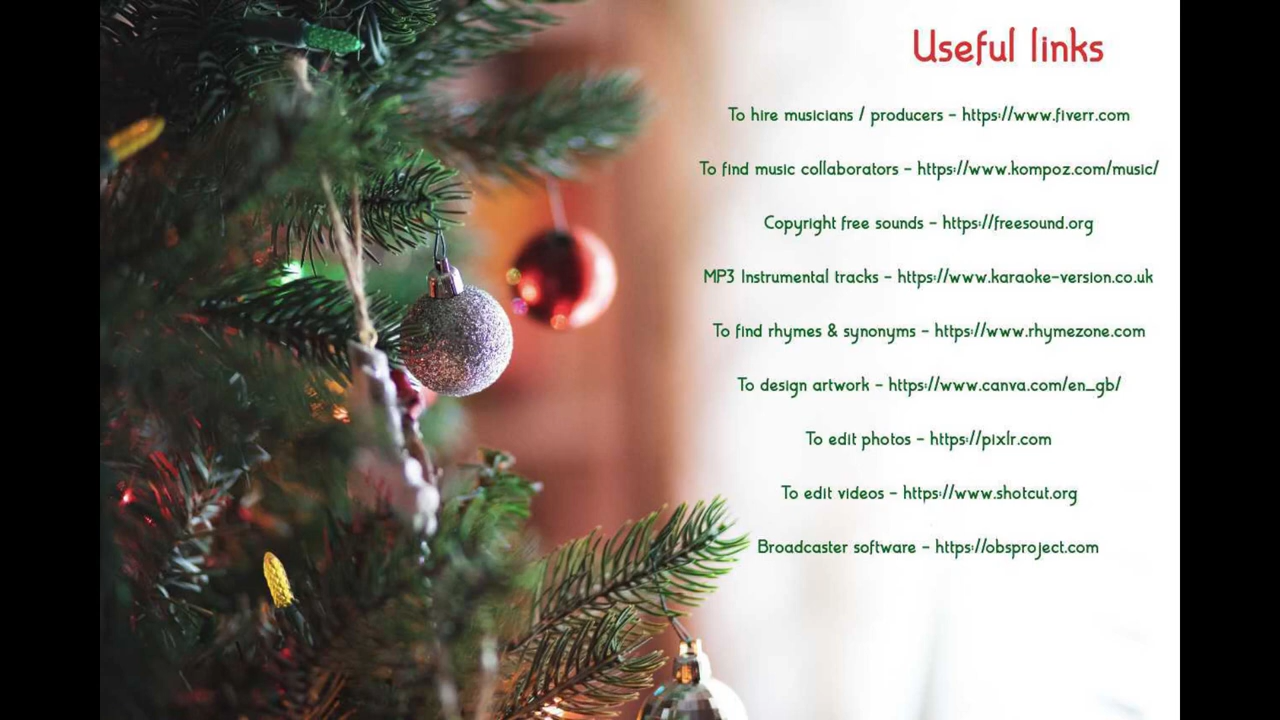 Useful links
To hire musicians / producers - https://www.fiverr.com
To find music collaborators - https://www.kompoz.com/music/
Copyright free sounds - https://freesound.org
MP3 Instrumental tracks - https://www.karaoke-version.co.uk
To find rhymes & synonyms - https://www.rhymezone.com
To design artwork - https://www.canva.com/en_gb/
To edit photos - https://pixlr.com
To edit videos - https://www.shotcut.org
Broadcaster software - https://obsproject.com